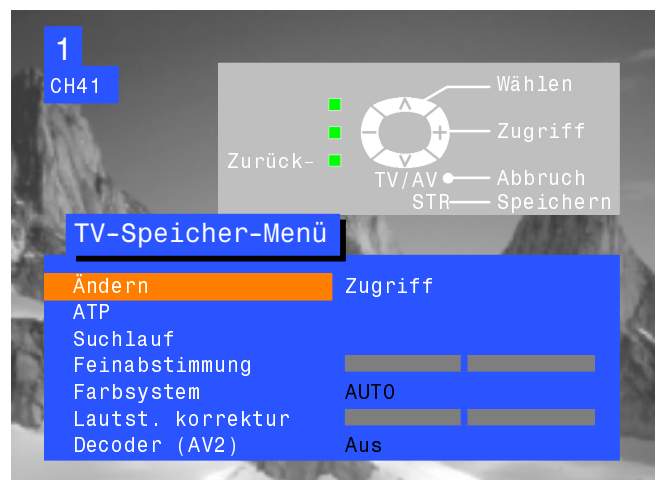 1
CH41
Wählen
Zugriff
Zurück-
TV/AV Abbruch
STR Speichern
TV-Speicher-Menü
Ändern Zugriff
ATP
Suchlauf
Feinabstimmung
Farbsystem AUTO
Lautst. korrektur
Decoder (AV2) Aus